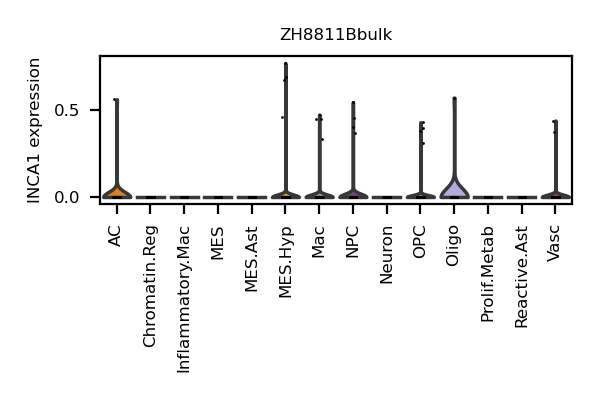 ZH8811Bbulk
INCA1 expression
0.5
0.0
AC
Chromatin.Reg
Inflammatory.Mac
MES
MES.Ast
MES.Hyp
Mac
NPC
Neuron
OPC
Oligo
Prolif.Metab
Reactive.Ast
Vasc